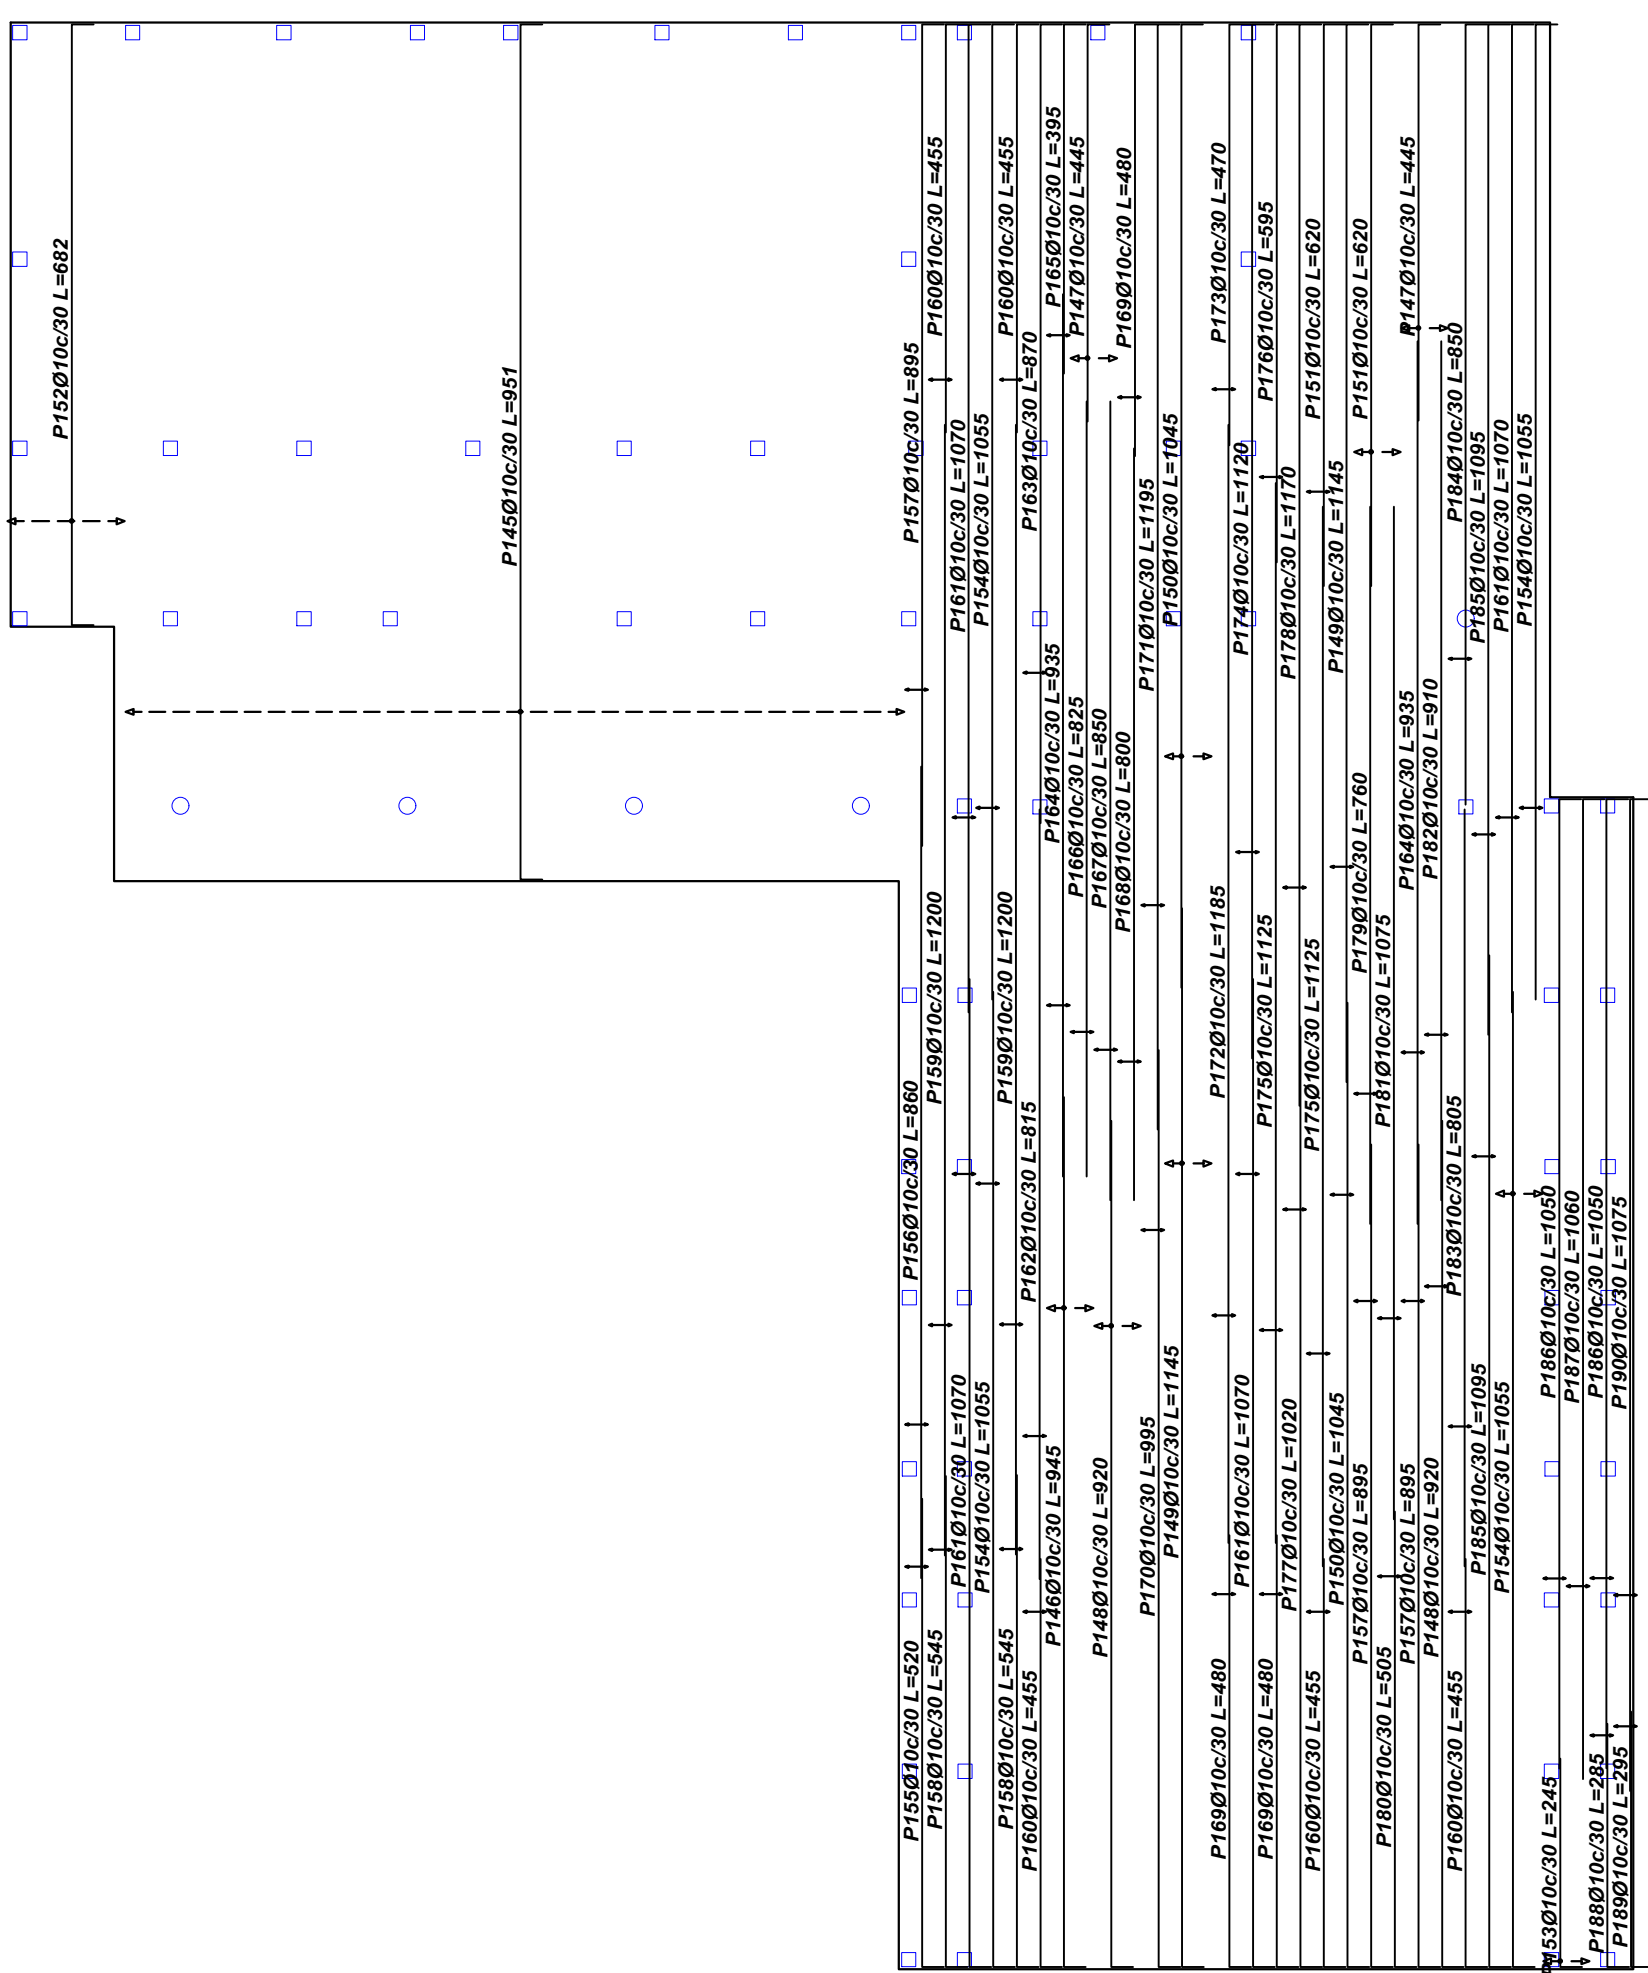 P152Ø10c/30 L=682
P145Ø10c/30 L=951
P157Ø10c/30 L=895
P160Ø10c/30 L=455
P161Ø10c/30 L=1070
P154Ø10c/30 L=1055
P160Ø10c/30 L=455
P163Ø10c/30 L=870
P165Ø10c/30 L=395
P147Ø10c/30 L=445
P169Ø10c/30 L=480
P171Ø10c/30 L=1195
P150Ø10c/30 L=1045
P173Ø10c/30 L=470
P174Ø10c/30 L=1120
P176Ø10c/30 L=595
P178Ø10c/30 L=1170
P151Ø10c/30 L=620
P149Ø10c/30 L=1145
P151Ø10c/30 L=620
P147Ø10c/30 L=445
P184Ø10c/30 L=850
P185Ø10c/30 L=1095
P161Ø10c/30 L=1070
P154Ø10c/30 L=1055
P156Ø10c/30 L=860
P159Ø10c/30 L=1200
P159Ø10c/30 L=1200
P162Ø10c/30 L=815
P164Ø10c/30 L=935
P166Ø10c/30 L=825
P167Ø10c/30 L=850
P168Ø10c/30 L=800
P172Ø10c/30 L=1185
P175Ø10c/30 L=1125
P175Ø10c/30 L=1125
P179Ø10c/30 L=760
P181Ø10c/30 L=1075
P164Ø10c/30 L=935
P182Ø10c/30 L=910
P183Ø10c/30 L=805
P186Ø10c/30 L=1050
P187Ø10c/30 L=1060
P186Ø10c/30 L=1050
P190Ø10c/30 L=1075
P155Ø10c/30 L=520
P158Ø10c/30 L=545
P161Ø10c/30 L=1070
P154Ø10c/30 L=1055
P158Ø10c/30 L=545
P160Ø10c/30 L=455
P146Ø10c/30 L=945
P148Ø10c/30 L=920
P170Ø10c/30 L=995
P149Ø10c/30 L=1145
P169Ø10c/30 L=480
P161Ø10c/30 L=1070
P169Ø10c/30 L=480
P177Ø10c/30 L=1020
P160Ø10c/30 L=455
P150Ø10c/30 L=1045
P157Ø10c/30 L=895
P180Ø10c/30 L=505
P157Ø10c/30 L=895
P148Ø10c/30 L=920
P160Ø10c/30 L=455
P185Ø10c/30 L=1095
P154Ø10c/30 L=1055
P153Ø10c/30 L=245
P188Ø10c/30 L=285
P189Ø10c/30 L=295